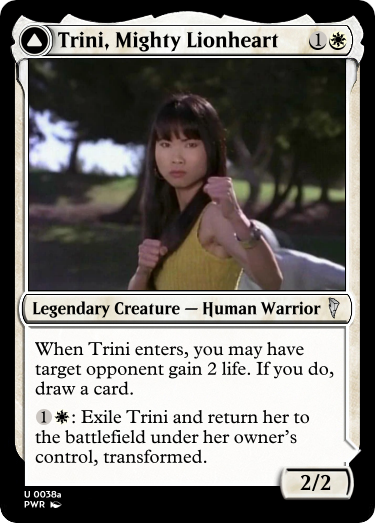 Trini, Mighty Lionheart 1
Legendary Creature — Human Warrior
When Trini enters, you may have
target opponent gain 2 life. If you do,
draw a card.
1: Exile Trini and return her to
the battlefield under her owner's
control, transformed.
2/2
U 0038a
PWR